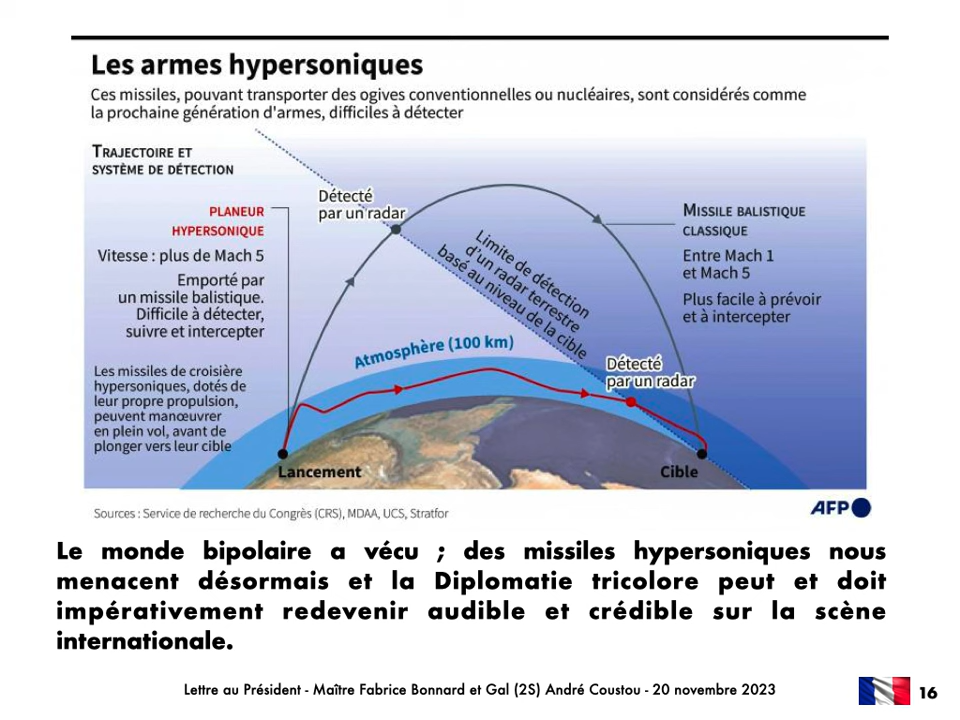 Les armes hypersoniques
Ces missiles, pouvant transporter des ogives conventionnelles ou nucléaires, sont considérés comme
la prochaine génération d'armes, difficiles à détecter
TRAJECTOIRE ET
SYSTÈME DE DÉTECTION
PLANEUR
HYPERSONIQUE
Vitesse : plus de Mach 5
Emporté par
un missile balistique.
Difficile à détecter,
suivre et intercepter
Les missiles de croisière
hypersoniques, dotés de
leur propre propulsion,
peuvent manœuvrer
en plein vol, avant de
plonger vers leur cible
Détecté
par un radar
Limite de détection
d'un radar terrestre
basé au niveau de la cible
MISSILE BALISTIQUE
CLASSIQUE
Entre Mach 1
et Mach 5
Plus facile à prévoir
et à intercepter
Atmosphère (100 km)
Détecté
par un radar
Lancement
Cible
Sources : Service de recherche du Congrès (CRS), MDAA, UCS, Stratfor
AFP
Le monde bipolaire a vécu ; des missiles hypersoniques nous
menacent désormais et la Diplomatie tricolore peut et doit
impérativement redevenir audible et crédible sur la scène
internationale.
Lettre au Président - Maître Fabrice Bonnard et Gal (2S) André Coustou - 20 novembre 2023
16